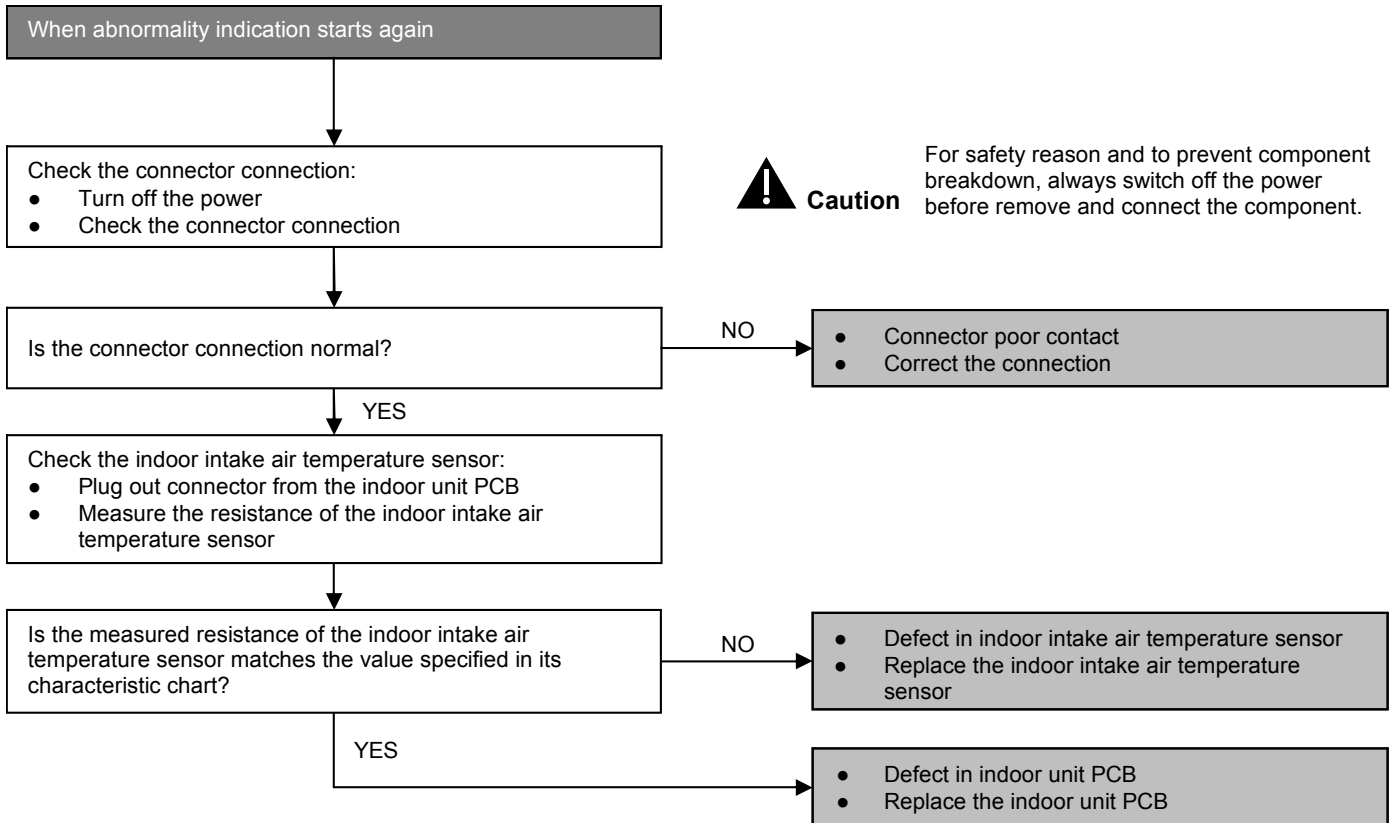 When abnormality indication starts again
Check the connector connection:
● Turn off the power
● Check the connector connection
Caution
For safety reason and to prevent component
breakdown, always switch off the power
before remove and connect the component.
Is the connector connection normal?
NO
● Connector poor contact
● Correct the connection
YES
Check the indoor intake air temperature sensor:
● Plug out connector from the indoor unit PCB
● Measure the resistance of the indoor intake air
temperature sensor
Is the measured resistance of the indoor intake air
temperature sensor matches the value specified in its
characteristic chart?
NO
● Defect in indoor intake air temperature sensor
● Replace the indoor intake air temperature
sensor
YES
● Defect in indoor unit PCB
● Replace the indoor unit PCB